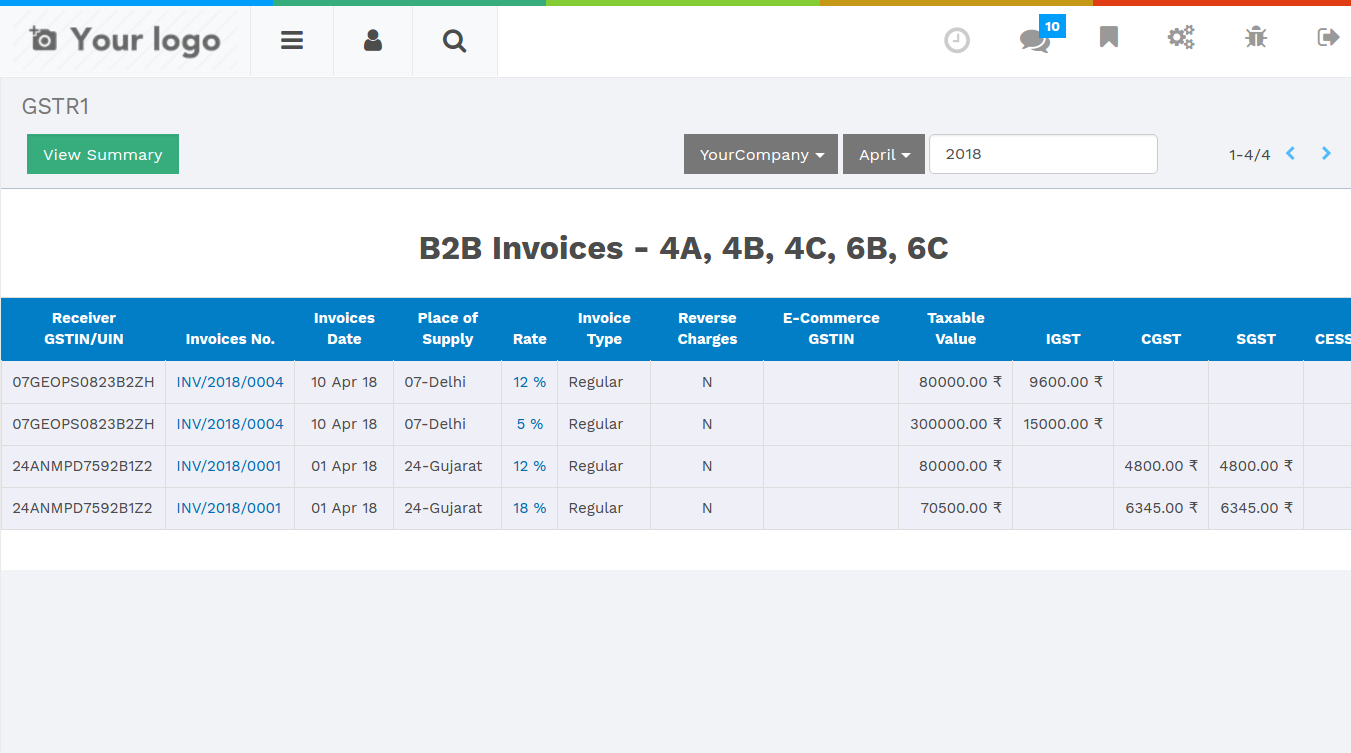 Your logo
10
GSTR1
View Summary YourCompany April 2018 1-4/4
B2B Invoices - 4A, 4B, 4C, 6B, 6C
Receiver GSTIN/UIN Invoices No. Invoices Date Place of Supply Rate Invoice Type Reverse Charges E-Commerce GSTIN Taxable Value IGST CGST SGST CESS
07GEOPS0823B2ZH INV/2018/0004 10 Apr 18 07-Delhi 12 % Regular N 80000.00 ₹ 9600.00 ₹
07GEOPS0823B2ZH INV/2018/0004 10 Apr 18 07-Delhi 5 % Regular N 300000.00 ₹ 15000.00 ₹
24ANMPD7592B1Z2 INV/2018/0001 01 Apr 18 24-Gujarat 12 % Regular N 80000.00 ₹ 4800.00 ₹ 4800.00 ₹
24ANMPD7592B1Z2 INV/2018/0001 01 Apr 18 24-Gujarat 18 % Regular N 70500.00 ₹ 6345.00 ₹ 6345.00 ₹